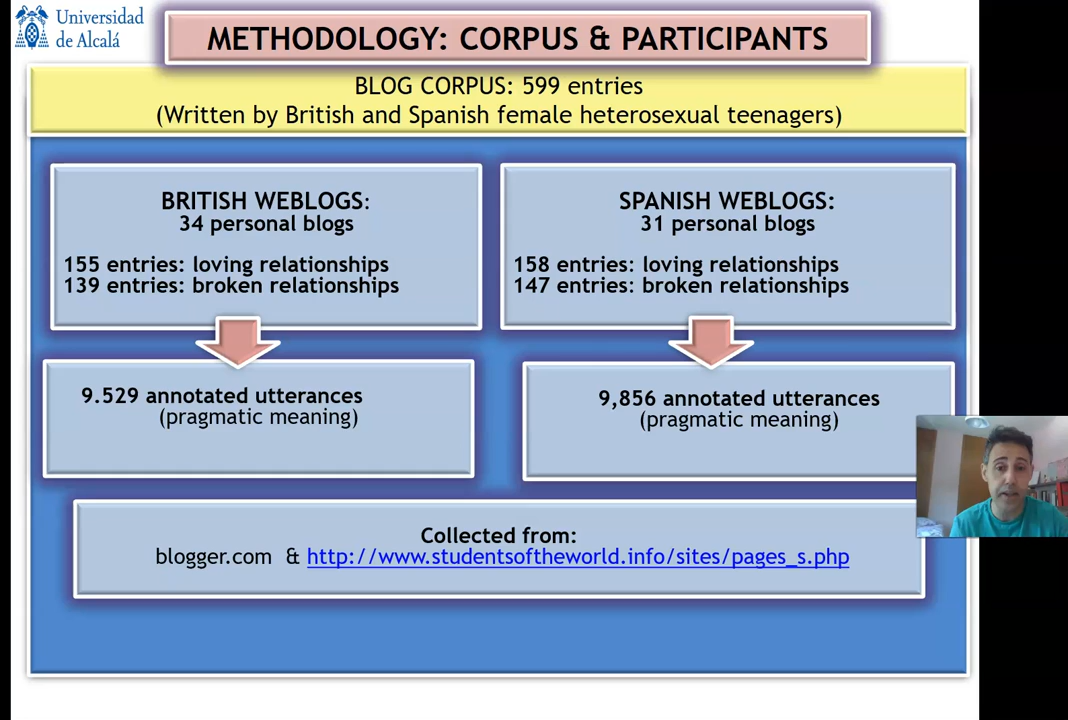 Universidad
de Alcalá
METHODOLOGY: CORPUS & PARTICIPANTS
BLOG CORPUS: 599 entries
(Written by British and Spanish female heterosexual teenagers)
BRITISH WEBLOGS:
34 personal blogs
155 entries: loving relationships
139 entries: broken relationships
SPANISH WEBLOGS:
31 personal blogs
158 entries: loving relationships
147 entries: broken relationships
9.529 annotated utterances
(pragmatic meaning)
9,856 annotated utterances
(pragmatic meaning)
Collected from:
blogger.com & http://www.studentsoftheworld.info/sites/pages_s.php